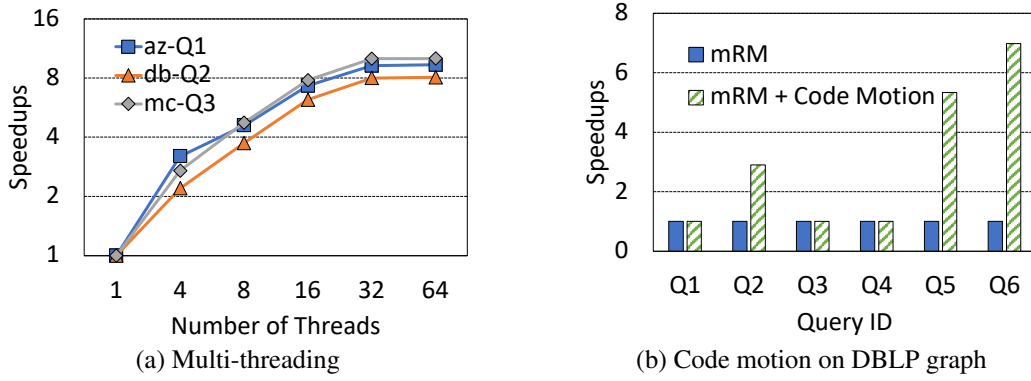 16
8
4
2
1
Speedups
az-Q1
db-Q2
mc-Q3
1 4 8 16 32 64
Number of Threads
(a) Multi-threading
8
6
4
2
0
Speedups
mRM
mRM + Code Motion
Q1 Q2 Q3 Q4 Q5 Q6
Query ID
(b) Code motion on DBLP graph